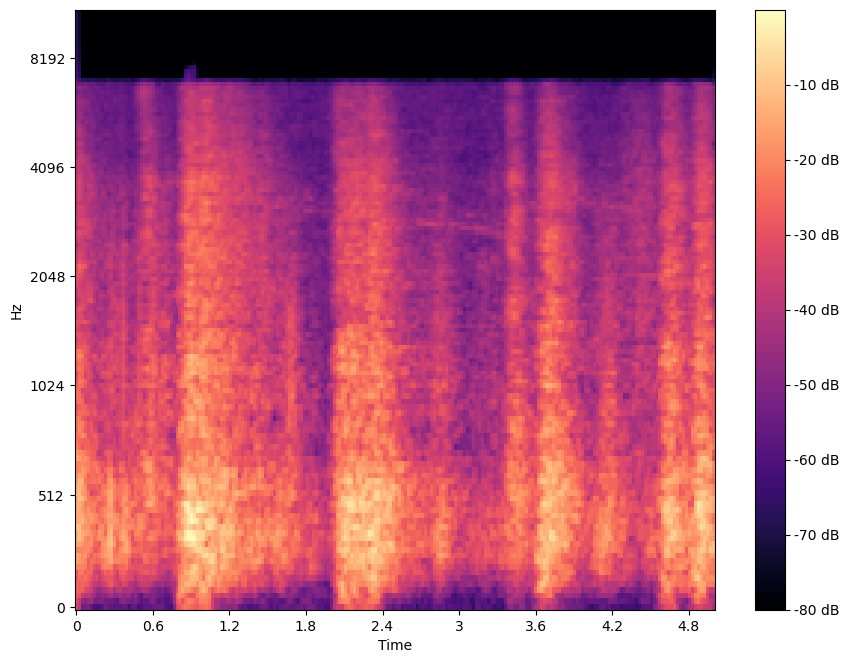 Hz
8192
4096
2048
1024
512
0
0 0.6 1.2 1.8 2.4 3 3.6 4.2 4.8
Time
-10 dB
-20 dB
-30 dB
-40 dB
-50 dB
-60 dB
-70 dB
-80 dB